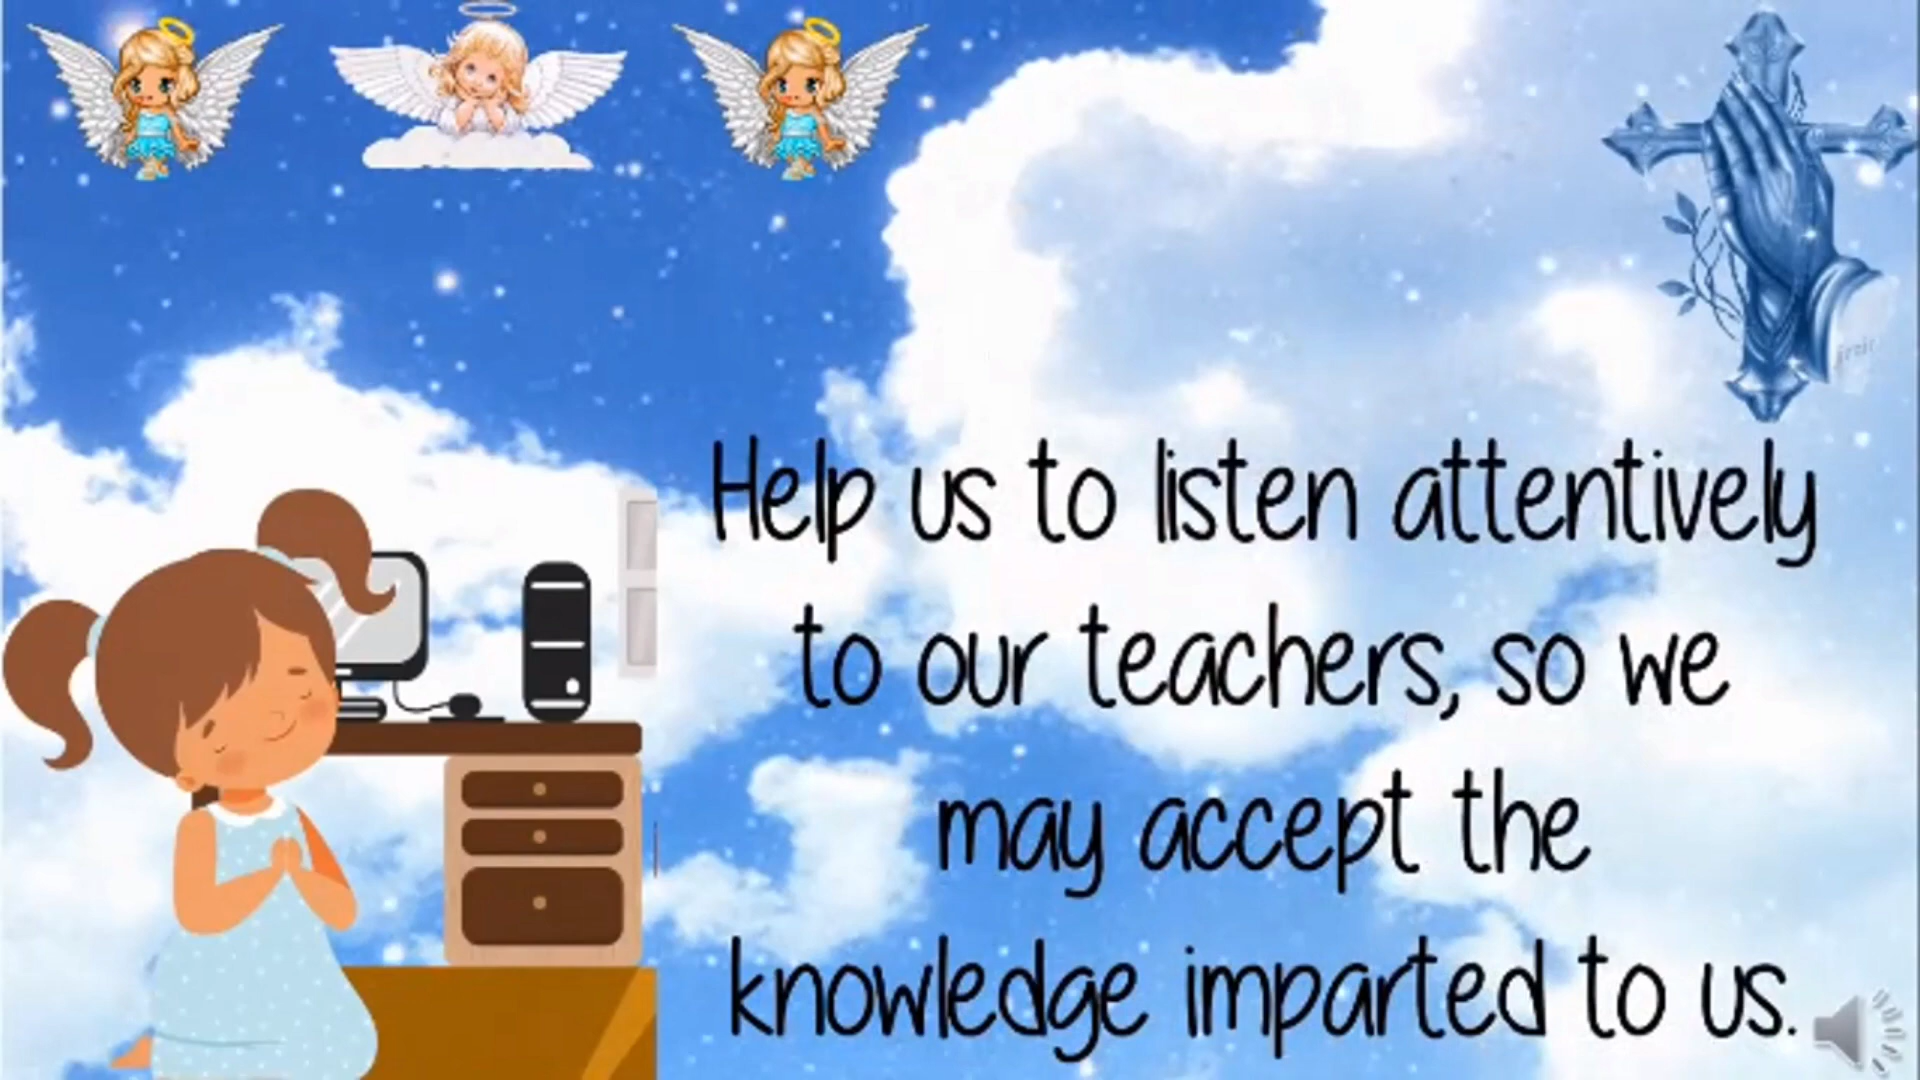 Help us to listen attentively
to our teachers, so we
may accept the
knowledge imparted to us.